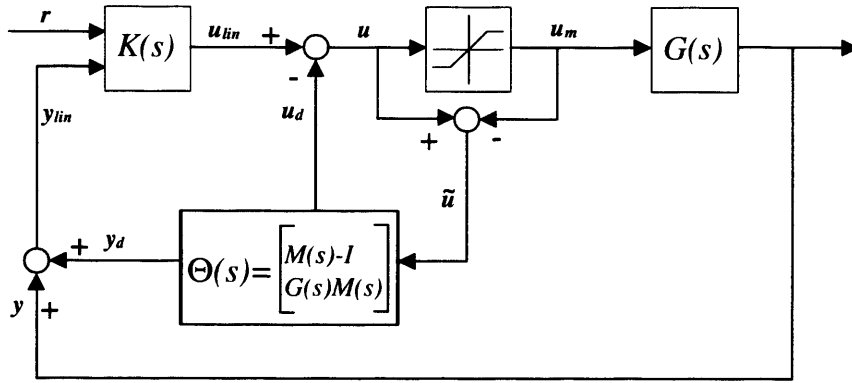 r
K(s)
u_lin
+
-
u
u_m
G(s)
y_lin
u_d
+
-
ũ
+
y_d
Θ(s)=
M(s)-I
G(s)M(s)
y
+